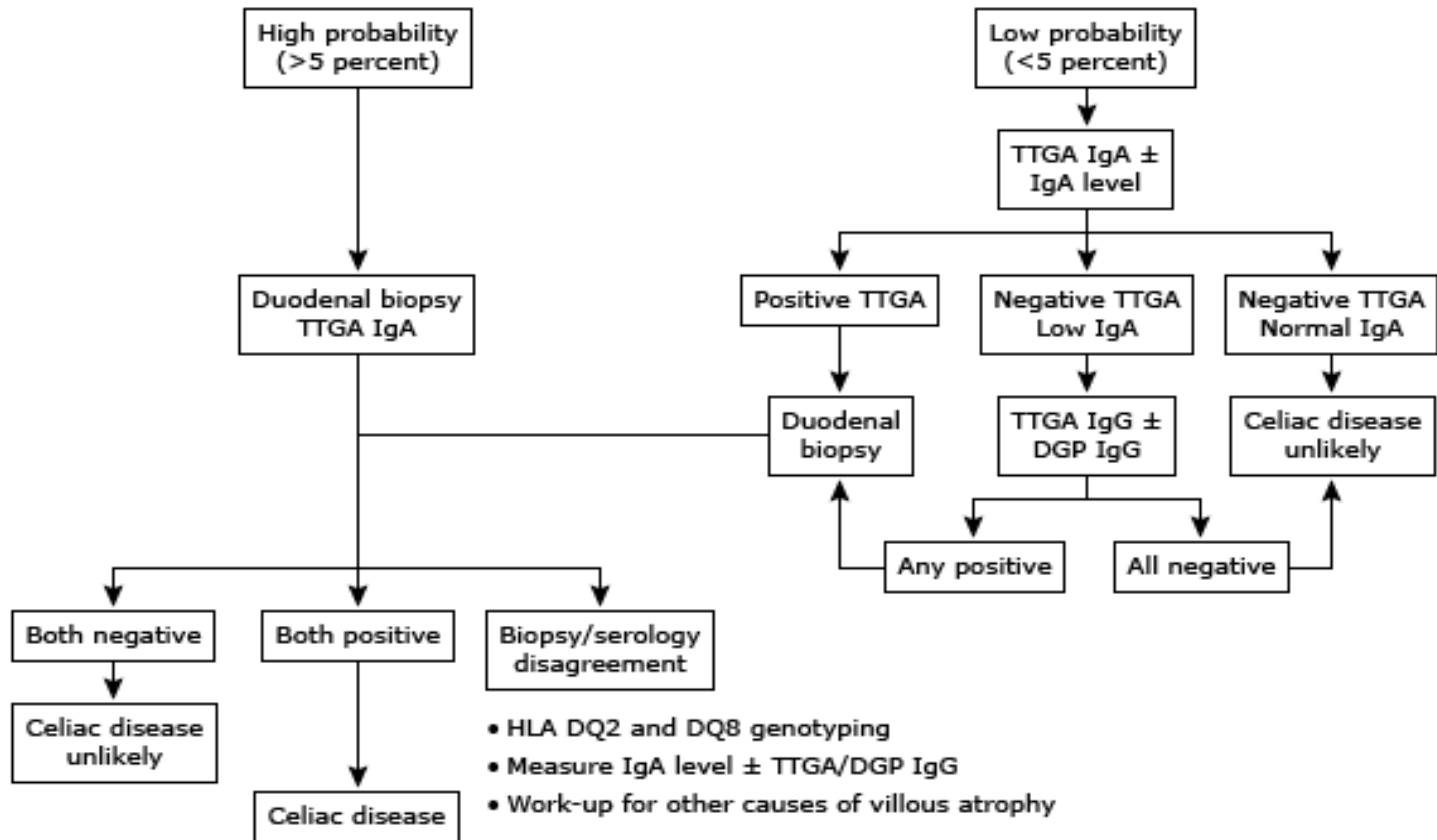 High probability
(>5 percent)
Low probability
(<5 percent)
TTGA IgA ±
IgA level
Duodenal biopsy
TTGA IgA
Positive TTGA
Negative TTGA
Low IgA
Negative TTGA
Normal IgA
Duodenal
biopsy
TTGA IgG ±
DGP IgG
Celiac disease
unlikely
Any positive
All negative
Both negative
Both positive
Biopsy/serology
disagreement
Celiac disease
unlikely
Celiac disease
• HLA DQ2 and DQ8 genotyping
• Measure IgA level ± TTGA/DGP IgG
• Work-up for other causes of villous atrophy